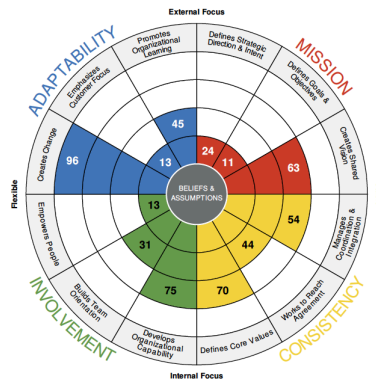 External Focus
ADAPTABILITY
MISSION
Promotes
Organizational
Learning
Defines Strategic
Direction & Intent
Emphasizes
Customer Focus
Defines Goals &
Objectives
Creates Change
Creates Shared
Vision
45
24
11
13
96
63
BELIEFS &
ASSUMPTIONS
Flexible
13
54
31
44
75
70
Empowers People
Manages
Coordination &
Integration
Builds Team
Orientation
Works to Reach
Agreement
Develops
Organizational
Capability
Defines Core Values
INVOLVEMENT
CONSISTENCY
Internal Focus